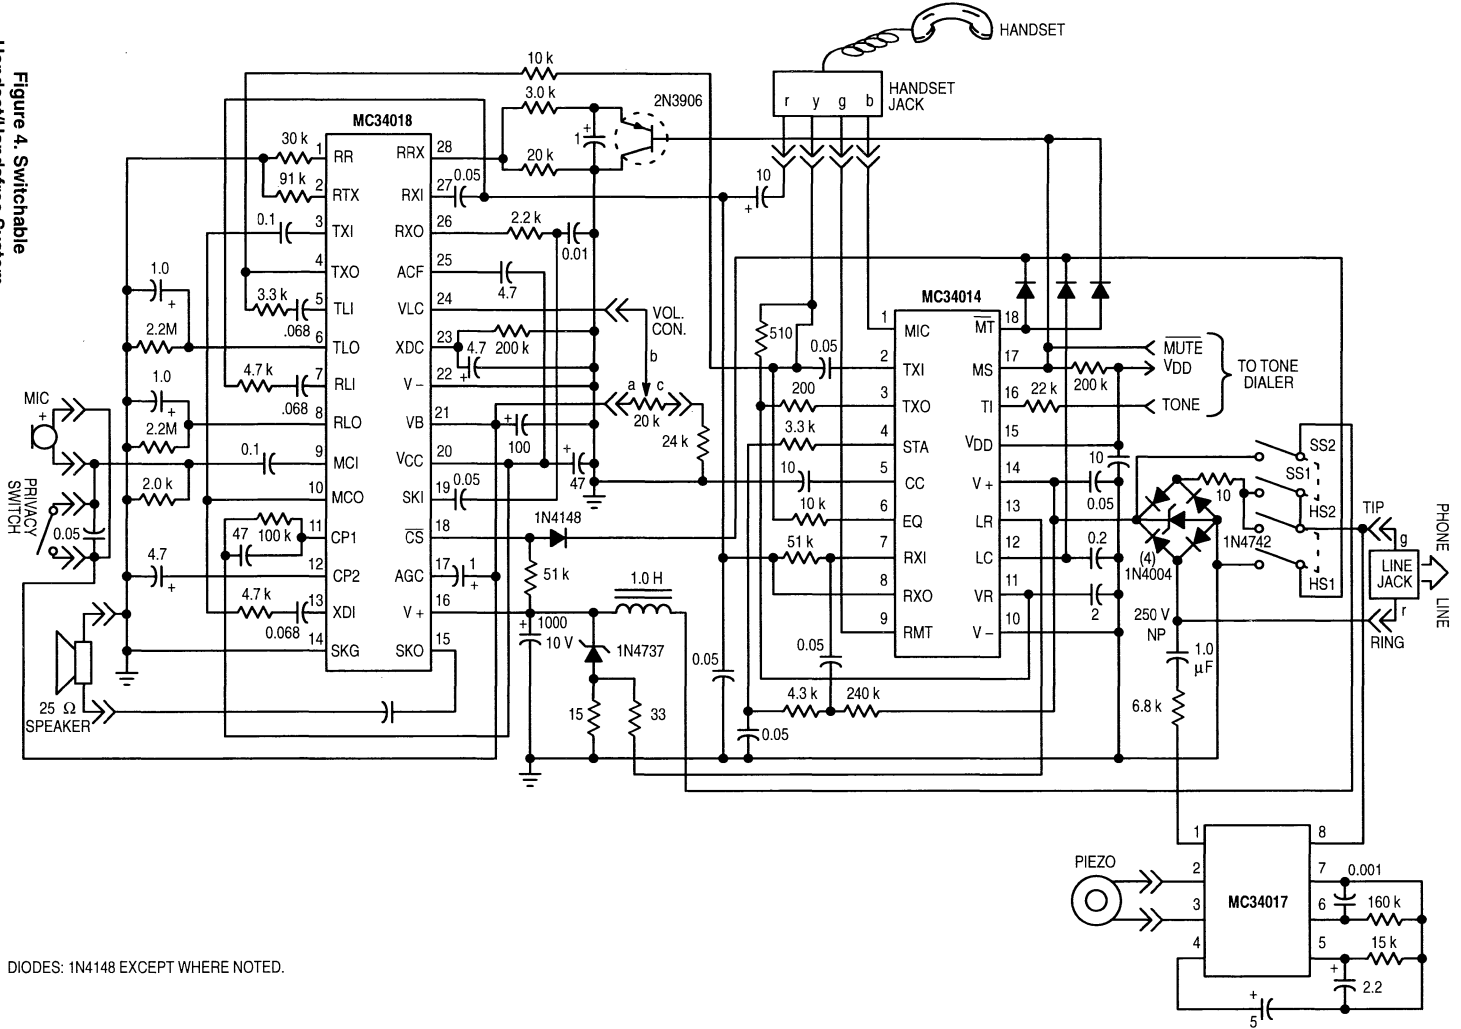 Figure 4. Switchable
HANDSET
HANDSET
JACK
r y g b
10 k
3.0 k
2N3906
MC34018
30 k
1 RR
RRX 28
1
+
20 k
91 k
2 RTX
RXI 27
0.05
10
+
0.1
3 TXI
RXO 26
2.2 k
0.01
4 TXO
ACF 25
4.7
1.0
+
3.3 k
.068
5 TLI
VLC 24
VOL.
CON.
2.2M
6 TLO
XDC 23
200 k
4.7
+
b
4.7 k
.068
7 RLI
V – 22
a c
20 k
1.0
+
8 RLO
VB 21
+
100
24 k
MIC
+
2.2M
0.1
9 MCI
VCC 20
+
47
2.0 k
10 MCO
SKI 19
0.05
PRIVACY
SWITCH
0.05
100 k
47
11 CP1
CS 18
1N4148
4.7
+
12 CP2
AGC 17
1
+
51 k
4.7 k
0.068
13 XDI
V + 16
1.0 H
+
1000
10 V
1N4737
14 SKG
SKO 15
25 Ω
SPEAKER
15
33
0.05
MC34014
1 MIC
MT 18
510
0.05
2 TXI
MS 17
200 k
MUTE
VDD
TO TONE
DIALER
200
3 TXO
TI 16
22 k
TONE
3.3 k
4 STA
VDD 15
10
10
5 CC
V + 14
0.05
10 k
6 EQ
LR 13
51 k
7 RXI
LC 12
0.2
8 RXO
VR 11
2
9 RMT
V – 10
0.05
4.3 k
240 k
0.05
SS2
SS1
10
HS2
1N4742
HS1
(4)
1N4004
TIP
g
LINE
JACK
r
RING
PHONE
LINE
250 V
NP
1.0
μF
6.8 k
PIEZO
MC34017
1
2
3
4
8
7
6
5
0.001
160 k
15 k
+
2.2
+
5
DIODES: 1N4148 EXCEPT WHERE NOTED.